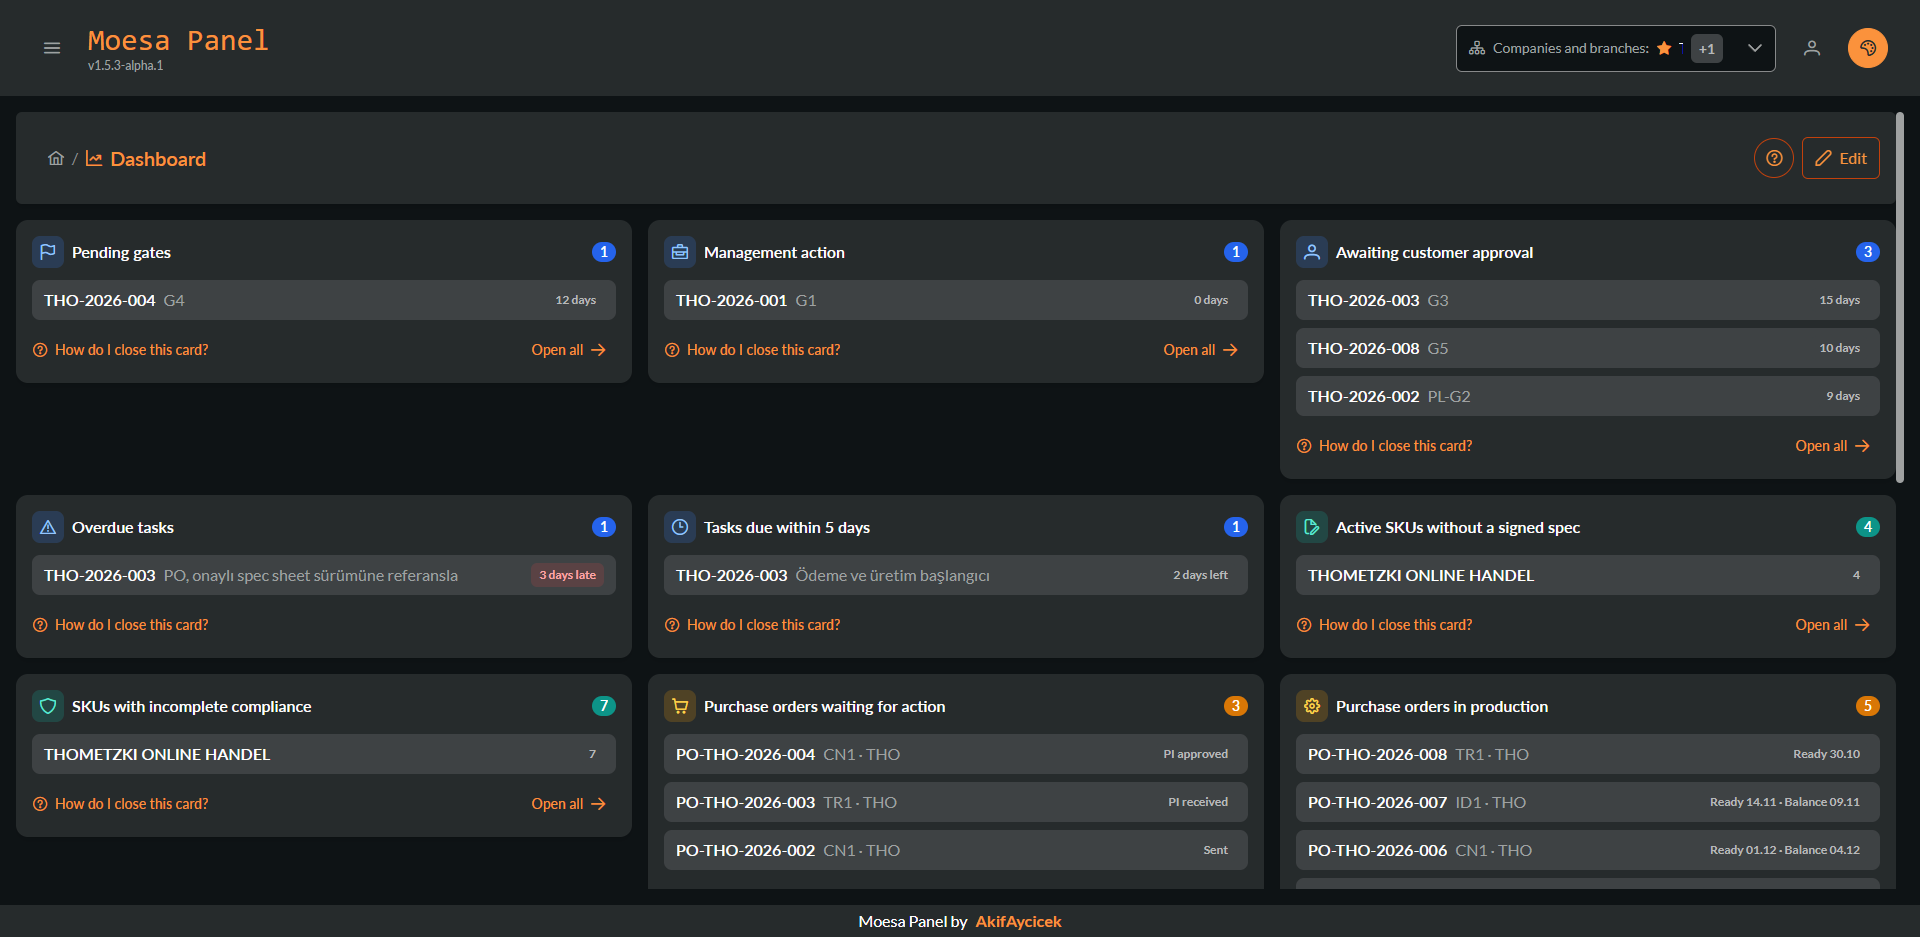 Moesa Panel
v1.5.3-alpha.1
Companies and branches:
+1
/ Dashboard
Edit
Pending gates 1
THO-2026-004 G4 12 days
How do I close this card? Open all
Management action 1
THO-2026-001 G1 0 days
How do I close this card? Open all
Awaiting customer approval 3
THO-2026-003 G3 15 days
THO-2026-008 G5 10 days
THO-2026-002 PL-G2 9 days
How do I close this card? Open all
Overdue tasks 1
THO-2026-003 PO, onaylı spec sheet sürümüne referansla 3 days late
How do I close this card?
Tasks due within 5 days 1
THO-2026-003 Ödeme ve üretim başlangıcı 2 days left
How do I close this card?
Active SKUs without a signed spec 4
THOMETZKI ONLINE HANDEL 4
How do I close this card? Open all
SKUs with incomplete compliance 7
THOMETZKI ONLINE HANDEL 7
How do I close this card? Open all
Purchase orders waiting for action 3
PO-THO-2026-004 CN1 · THO PI approved
PO-THO-2026-003 TR1 · THO PI received
PO-THO-2026-002 CN1 · THO Sent
Purchase orders in production 5
PO-THO-2026-008 TR1 · THO Ready 30.10
PO-THO-2026-007 ID1 · THO Ready 14.11 · Balance 09.11
PO-THO-2026-006 CN1 · THO Ready 01.12 · Balance 04.12
Moesa Panel by AkifAycicek